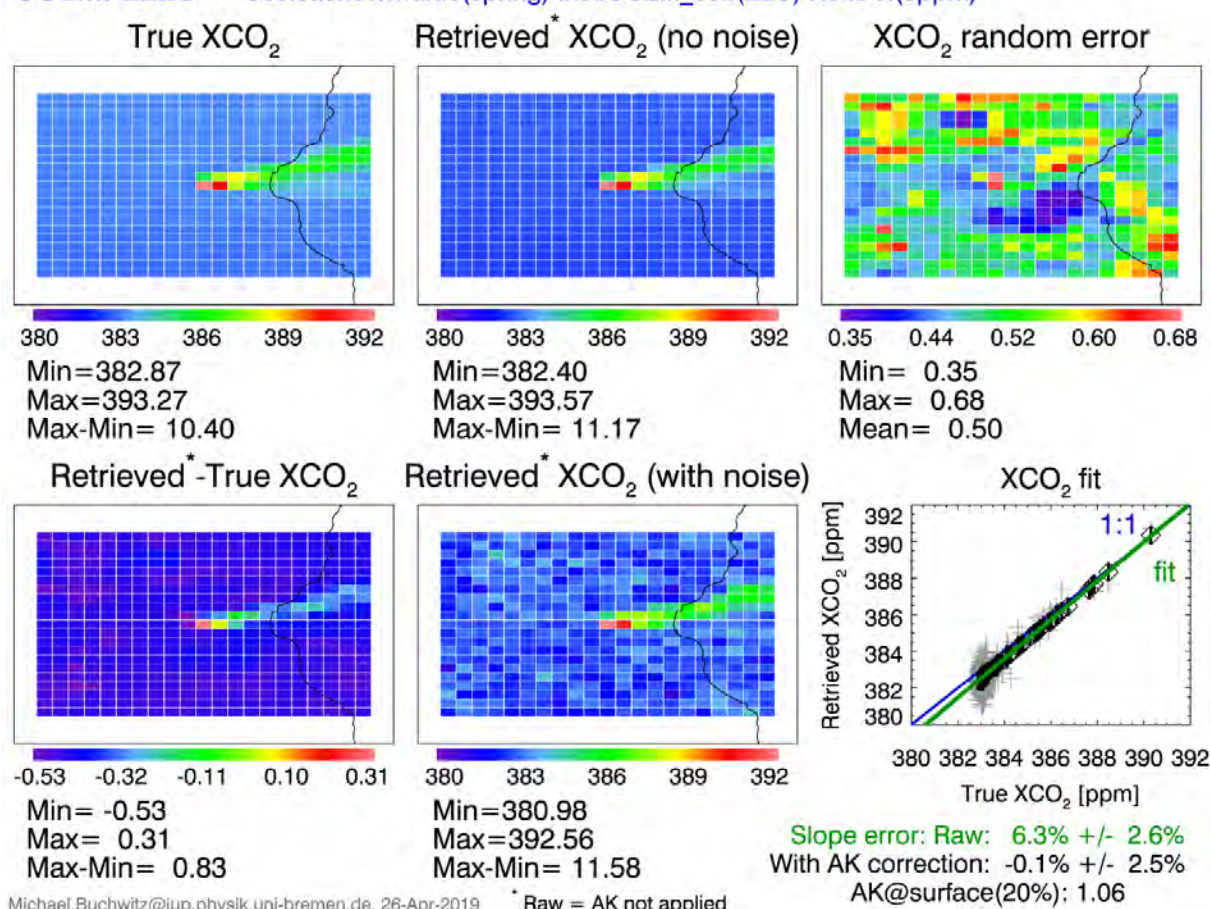 True XCO2
Retrieved* XCO2 (no noise)
XCO2 random error
380 383 386 389 392
380 383 386 389 392
0.35 0.44 0.52 0.60 0.68
Min=382.87
Max=393.27
Max-Min= 10.40
Min=382.40
Max=393.57
Max-Min= 11.17
Min= 0.35
Max= 0.68
Mean= 0.50
Retrieved*-True XCO2
Retrieved* XCO2 (with noise)
XCO2 fit
-0.53 -0.32 -0.11 0.10 0.31
380 383 386 389 392
Min= -0.53
Max= 0.31
Max-Min= 0.83
Min=380.98
Max=392.56
Max-Min= 11.58
Retrieved XCO2 [ppm]
392
390
388
386
384
382
380
1:1
fit
380 382 384 386 388 390 392
True XCO2 [ppm]
Slope error: Raw: 6.3% +/- 2.6%
With AK correction: -0.1% +/- 2.5%
AK@surface(20%): 1.06
Michael.Buchwitz@iup.physik.uni-bremen.de, 26-Apr-2019
* Raw = AK not applied